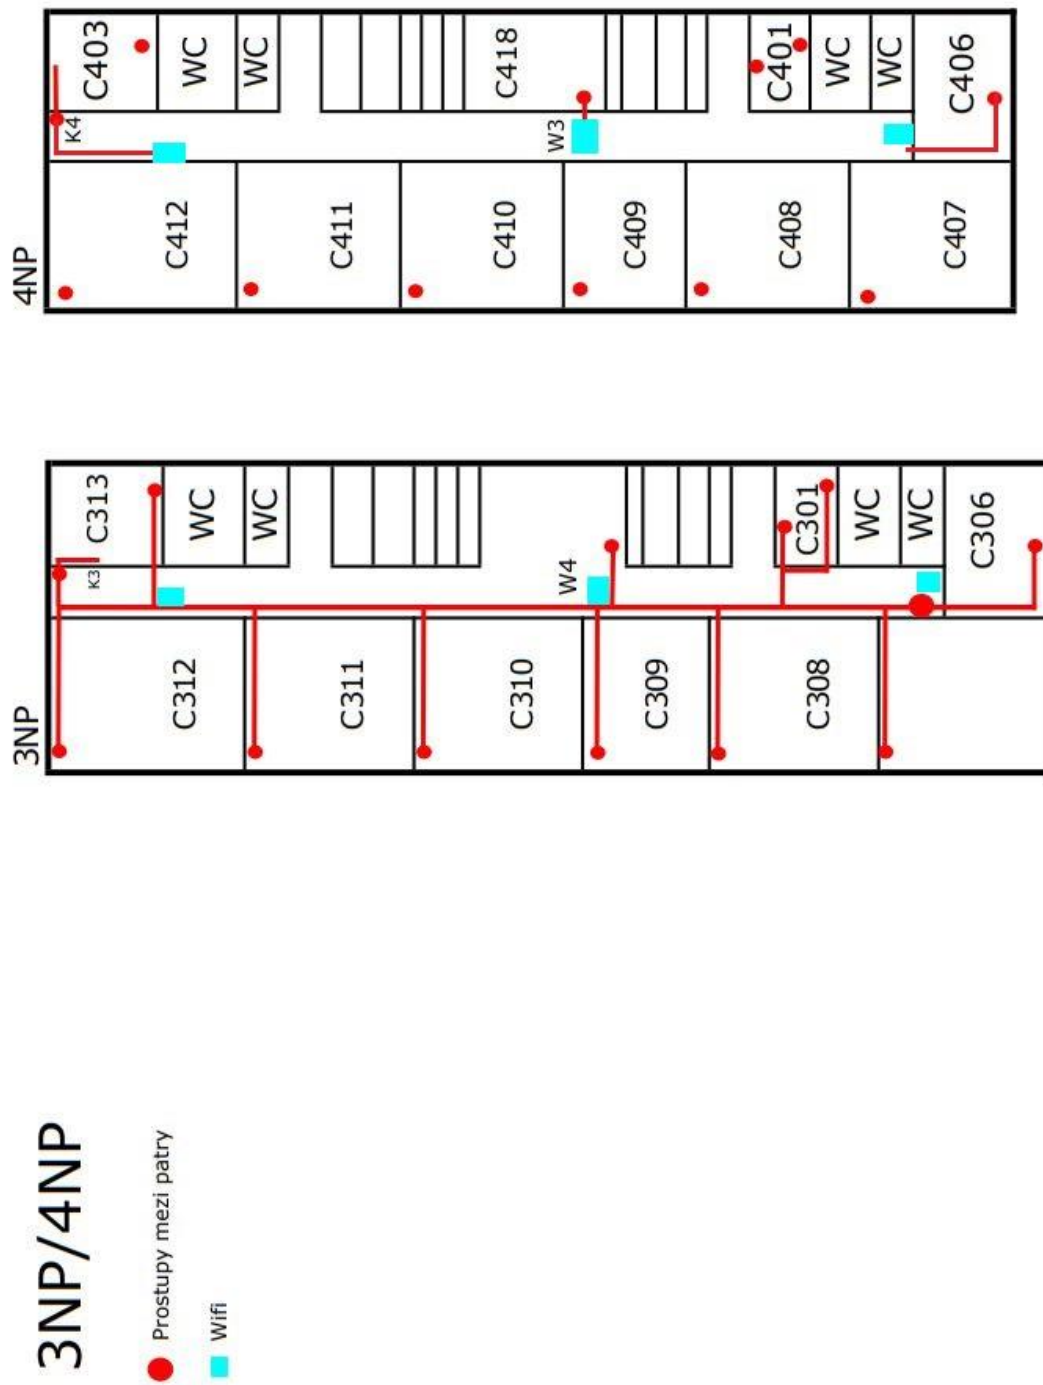 3NP/4NP
Prostupy mezi patry
Wifi
3NP
C313
WC
WC
K3
W4
C301
WC
WC
C306
C312
C311
C310
C309
C308
4NP
C403
WC
WC
C418
C401
WC
WC
C406
K4
W3
C412
C411
C410
C409
C408
C407